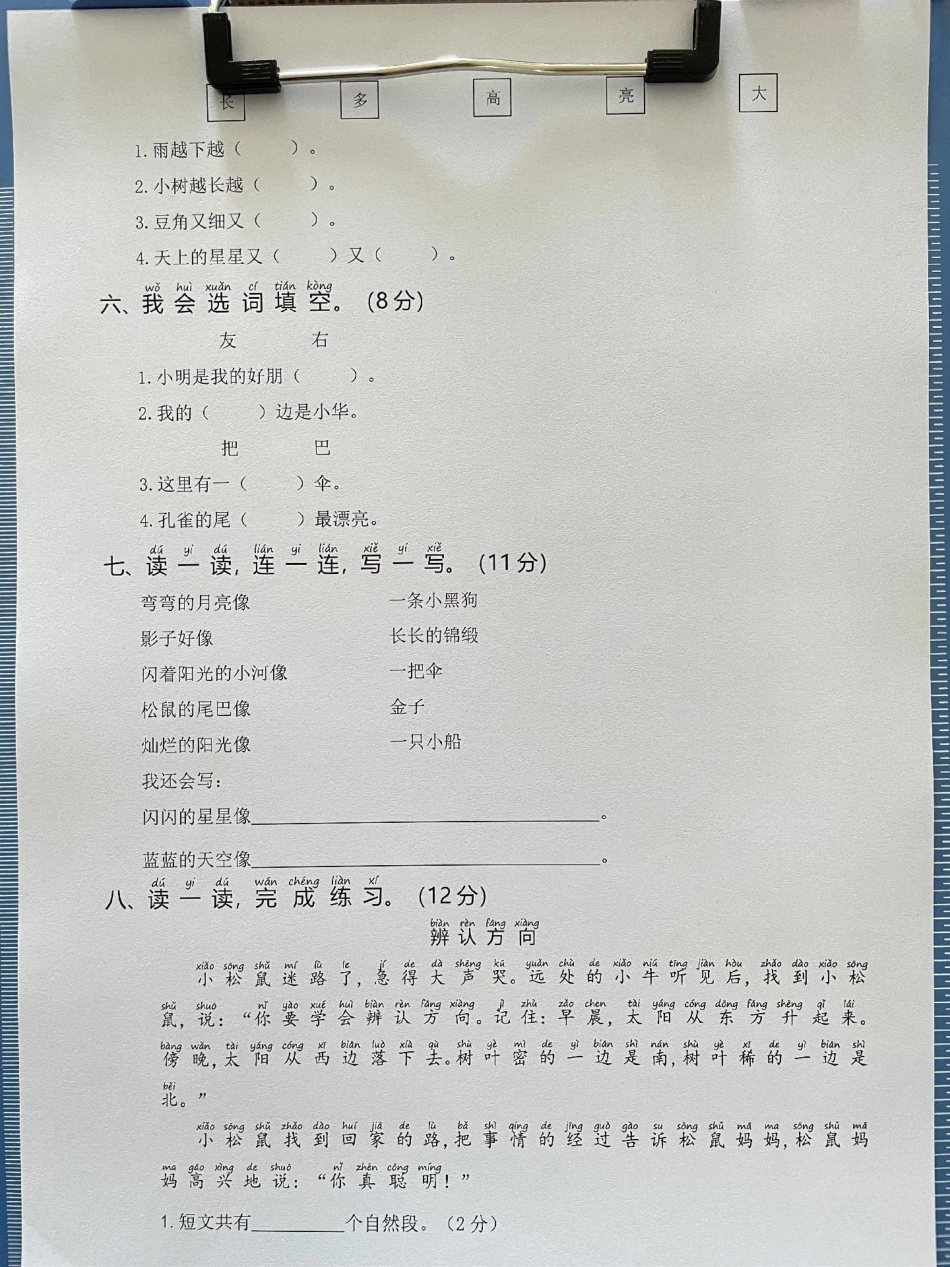 长 多 高 亮 大
1.雨越下越（ ）。
2.小树越长越（ ）。
3.豆角又细又（ ）。
4.天上的星星又（ ）又（ ）。
wǒ huì xuǎn cí tián kòng
六、我会选词填空。(8分)
友 右
1.小明是我的好朋（ ）。
2.我的（ ）边是小华。
把 巴
3.这里有一（ ）伞。
4.孔雀的尾（ ）最漂亮。
dú yi dú lián yi lián xiě yi xiě
七、读一读,连一连,写一写。(11分)
弯弯的月亮像 一条小黑狗
影子好像 长长的锦缎
闪着阳光的小河像 一把伞
松鼠的尾巴像 金子
灿烂的阳光像 一只小船
我还会写:
闪闪的星星像____________________。
蓝蓝的天空像____________________。
dú yi dú wán chéng liàn xí
八、读一读,完成练习。(12分)
biàn rèn fāng xiàng
辨认方向
xiǎo sōng shǔ mí lù le jí de dà shēng kū yuǎn chù de xiǎo niú tīng jiàn hòu zhǎo dào xiǎo sōng
小松鼠迷路了,急得大声哭。远处的小牛听见后,找到小松
shǔ shuō nǐ yào xué huì biàn rèn fāng xiàng jì zhù zǎo chen tài yáng cóng dōng fāng shēng qǐ lái
鼠,说:“你要学会辨认方向。记住:早晨,太阳从东方升起来。
bàng wǎn tài yáng cóng xī biān luò xià qù shù yè mì de yì biān shì nán shù yè xī de yì biān shì
傍晚,太阳从西边落下去。树叶密的一边是南,树叶稀的一边是
běi
北。”
xiǎo sōng shǔ zhǎo dào huí jiā de lù bǎ shì qing de jīng guò gào su sōng shǔ mā ma sōng shǔ mā
小松鼠找到回家的路,把事情的经过告诉松鼠妈妈,松鼠妈
ma gāo xìng de shuō nǐ zhēn cōng míng
妈高兴地说:“你真聪明!”
1.短文共有________个自然段。(2分)